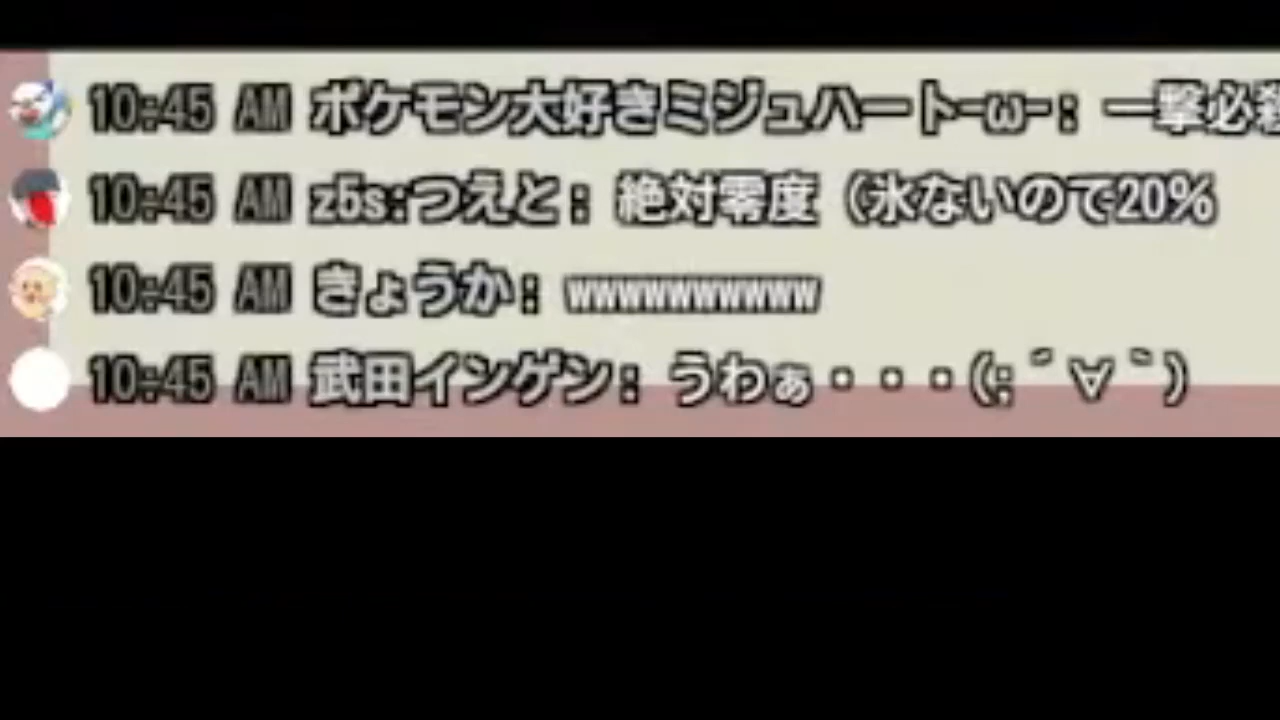 10:45 AM ポケモン大好きミジュハート-ω-: 一撃必殺
10:45 AM z5s:つえと: 絶対零度（氷ないので20%
10:45 AM きょうか: wwwwwwwwww
10:45 AM 武田インゲン: うわぁ・・・(;´∀｀)